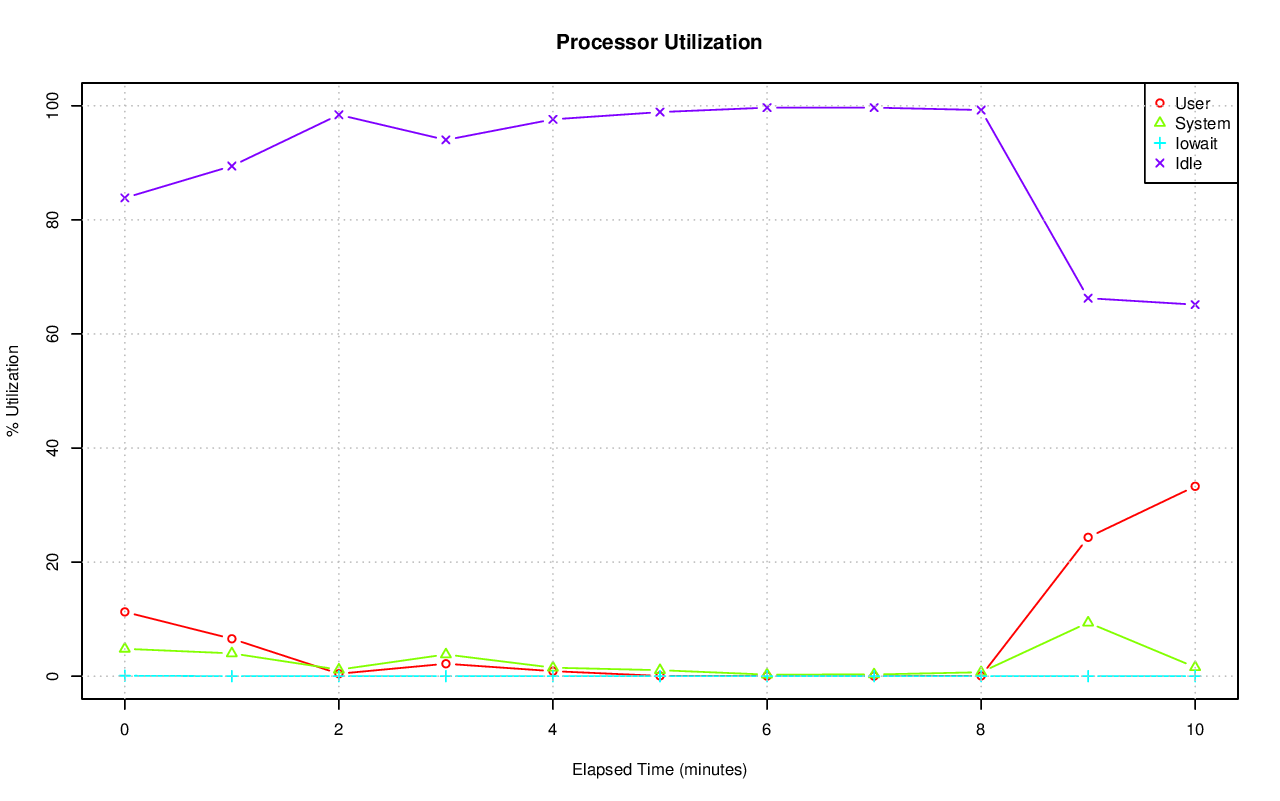 Processor Utilization
% Utilization
100
80
60
40
20
0
User
System
Iowait
Idle
0 2 4 6 8 10
Elapsed Time (minutes)